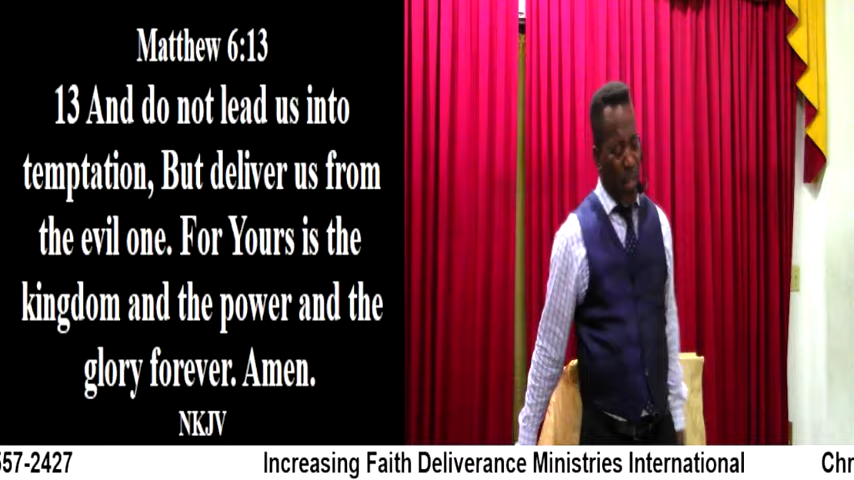 Matthew 6:13
13 And do not lead us into
temptation, But deliver us from
the evil one. For Yours is the
kingdom and the power and the
glory forever. Amen.
NKJV
557-2427 Increasing Faith Deliverance Ministries International Chr